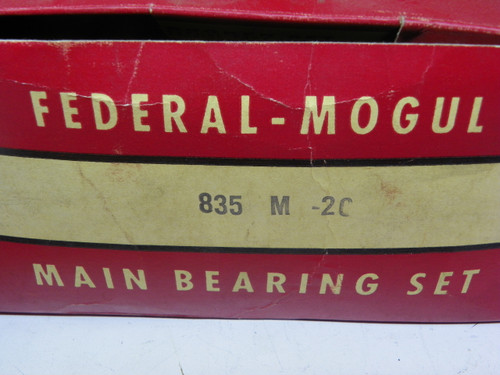 FEDERAL-MOGUL
835 M -20
MAIN BEARING SET